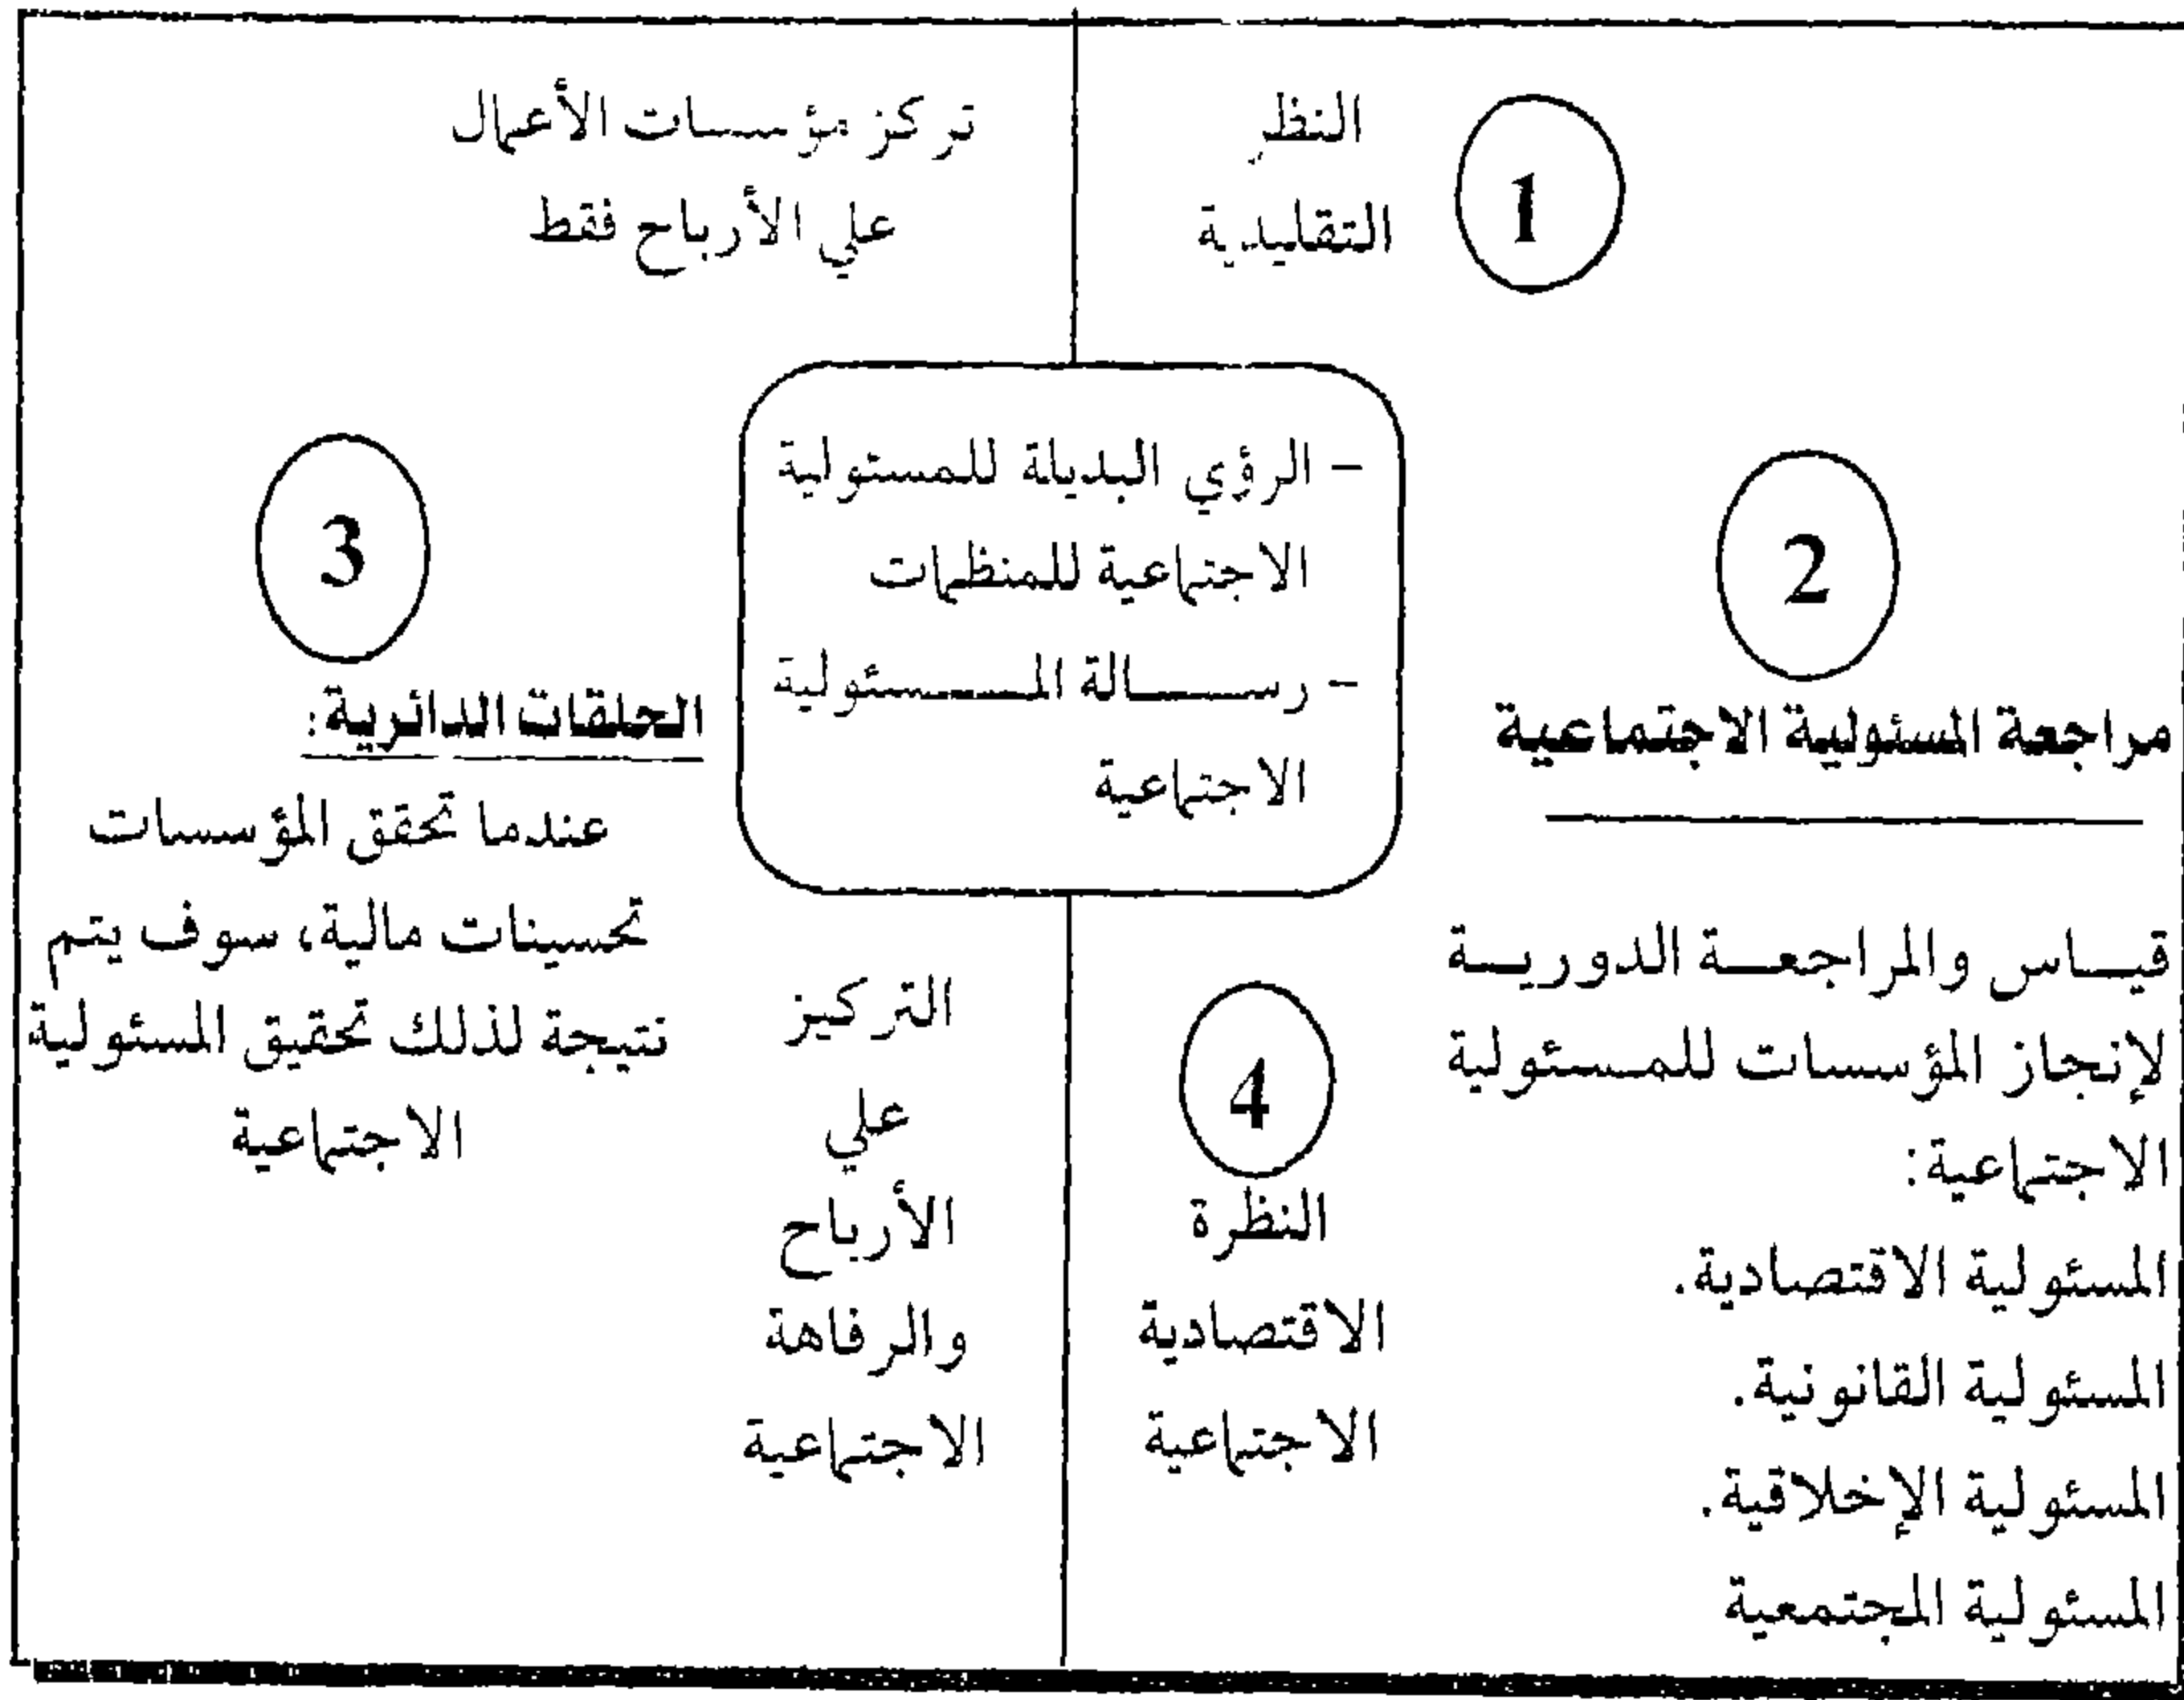 1
النظر
التقليدية
تركز مؤسسات الأعمال
علي الأرباح فقط
- الرؤي البديلة للمسئولية
الاجتماعية للمنظمات
- رسالة المسئولية
الاجتماعية
2
مراجعة المسئولية الاجتماعية
قياس والمراجعة الدورية
لإنجاز المؤسسات للمسئولية
الاجتماعية:
المسئولية الاقتصادية.
المسئولية القانونية.
المسئولية الإخلاقية.
المسئولية المجتمعية
3
الحلقات الدائرية:
عندما تحقق المؤسسات
تحسينات مالية، سوف يتم
نتيجة لذلك تحقيق المسئولية
الاجتماعية
4
النظرة
الاقتصادية
الاجتماعية
التركيز
علي
الأرباح
والرفاهة
الاجتماعية